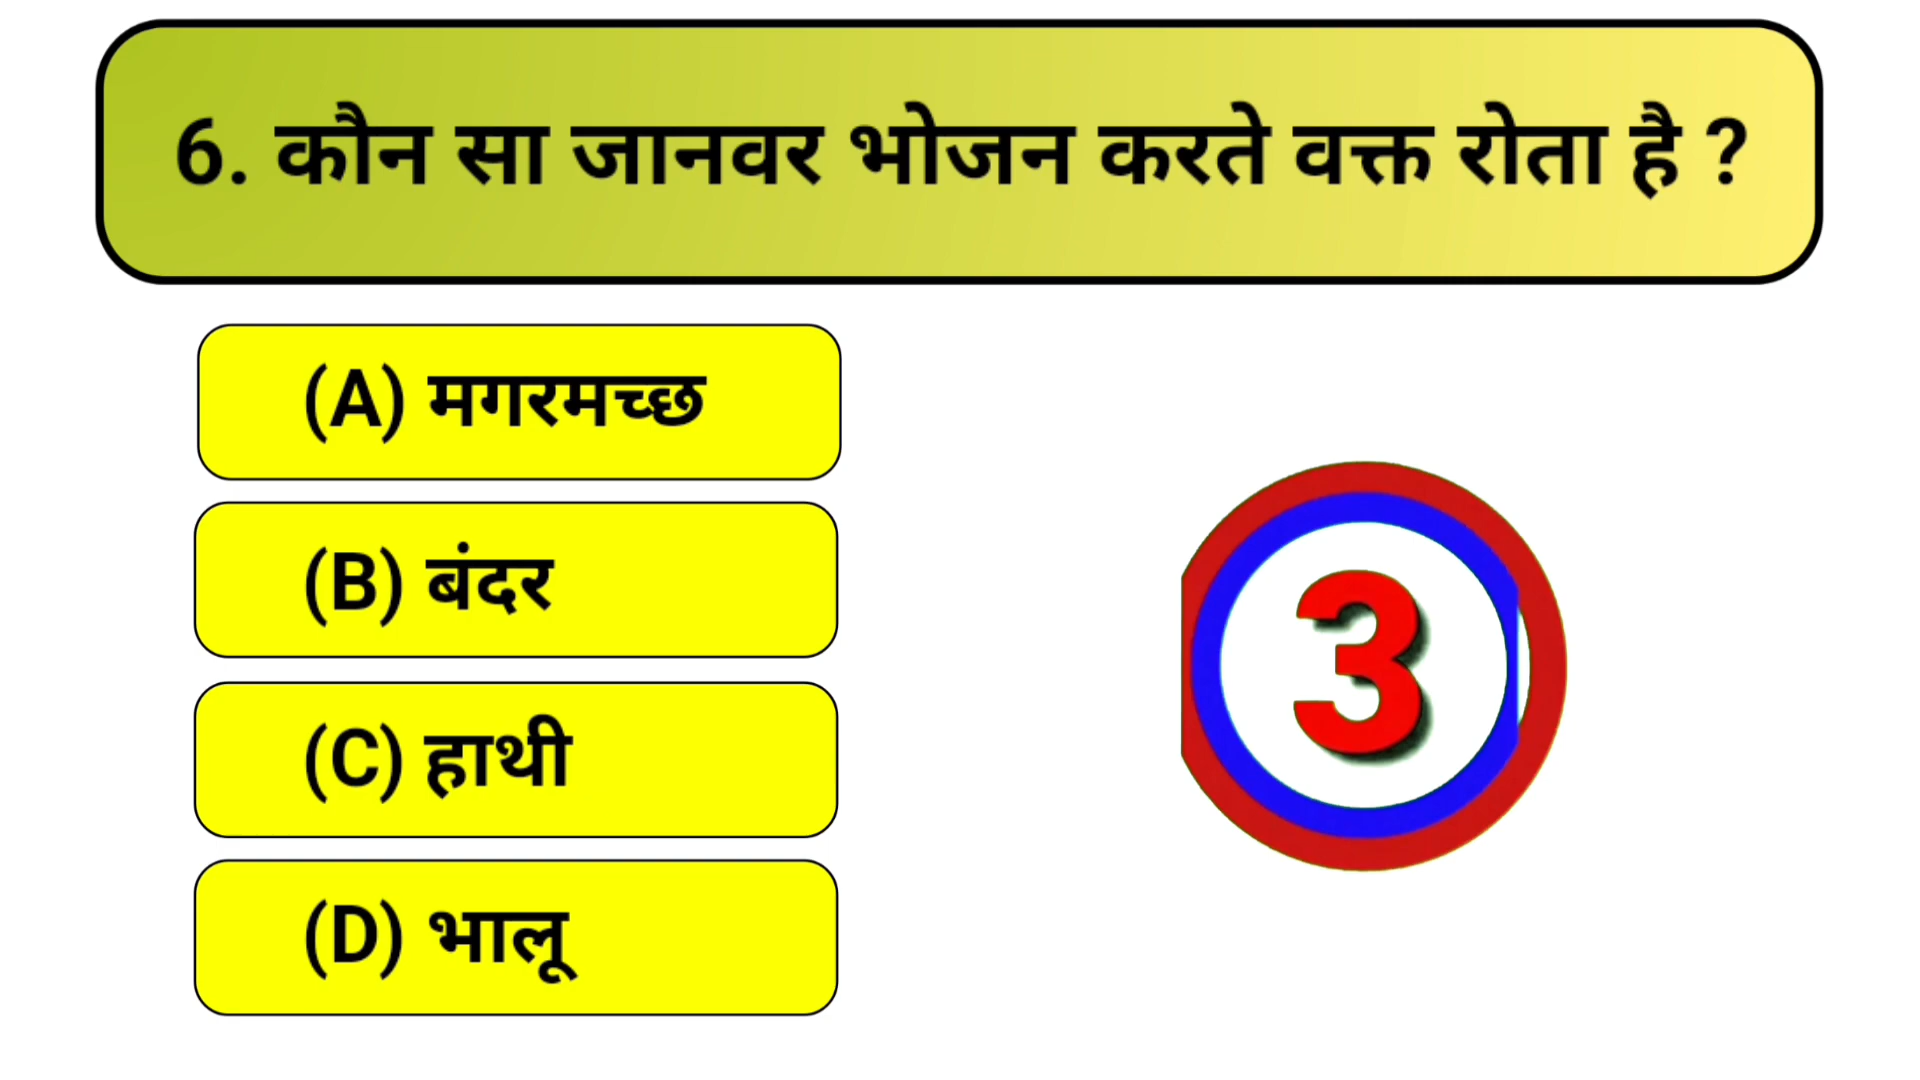 6. कौन सा जानवर भोजन करते वक्त रोता है ?
(A) मगरमच्छ
(B) बंदर
(C) हाथी
(D) भालू
3